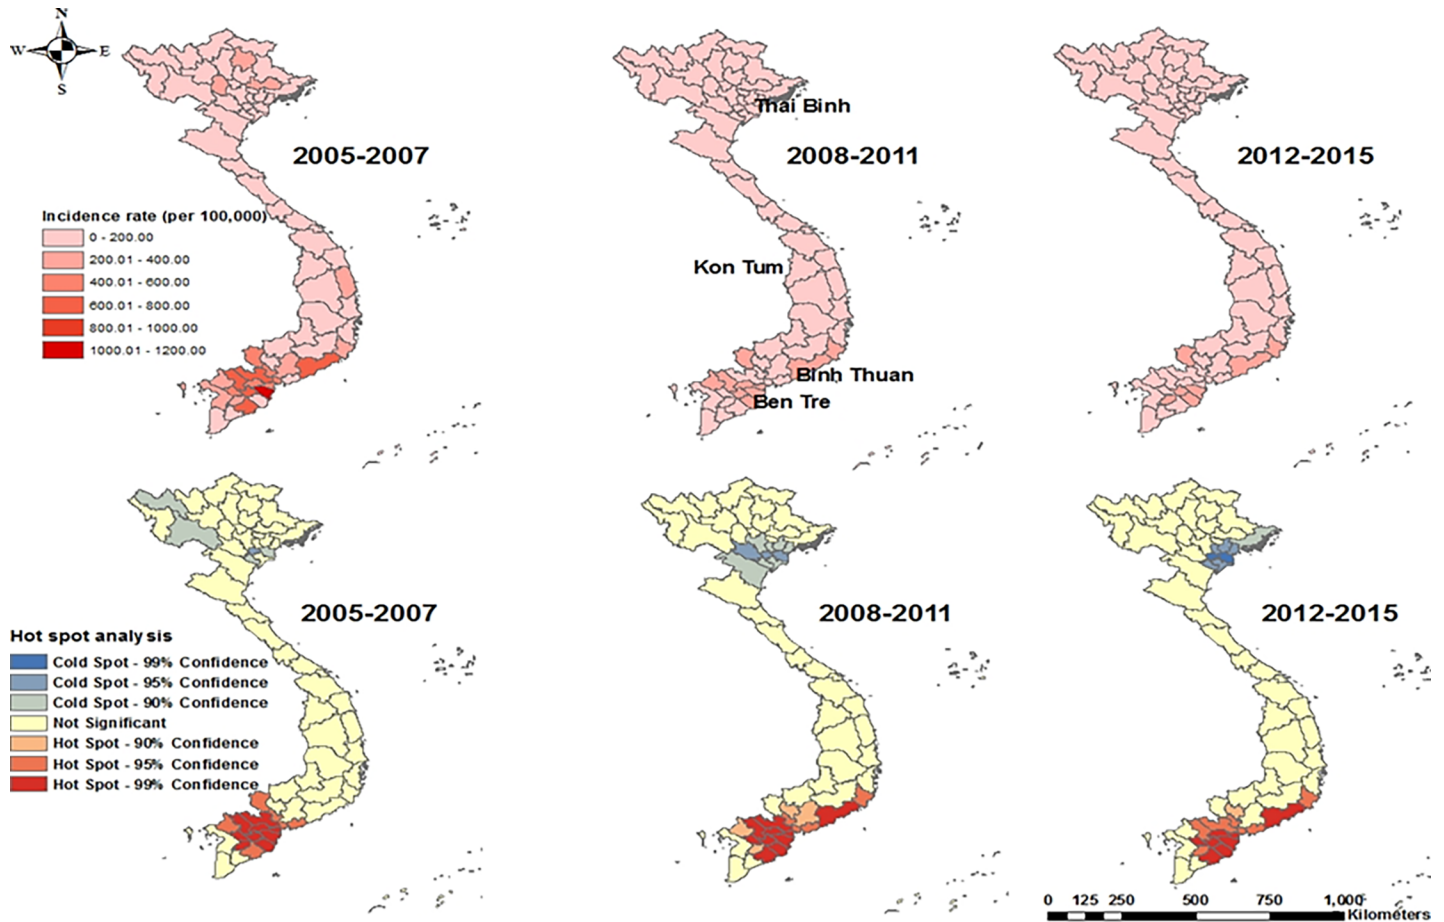 N
W E
S
Thai Binh
2005-2007
2008-2011
2012-2015
Incidence rate (per 100,000)
0 - 200.00
200.01 - 400.00
400.01 - 600.00
600.01 - 800.00
800.01 - 1000.00
1000.01 - 1200.00
Kon Tum
Binh Thuan
Ben Tre
2005-2007
2008-2011
2012-2015
Hot spot analysis
Cold Spot - 99% Confidence
Cold Spot - 95% Confidence
Cold Spot - 90% Confidence
Not Significant
Hot Spot - 90% Confidence
Hot Spot - 95% Confidence
Hot Spot - 99% Confidence
0 125 250 500 750 1,000
Kilometers